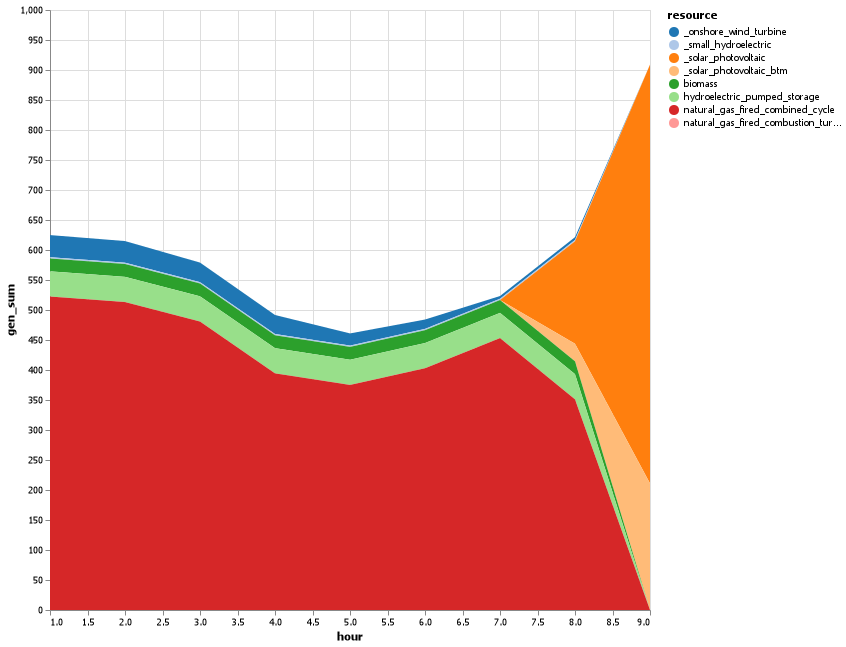 1,000
950
900
850
800
750
700
650
600
550
500
450
400
350
300
250
200
150
100
50
0
gen_sum
1.0 1.5 2.0 2.5 3.0 3.5 4.0 4.5 5.0 5.5 6.0 6.5 7.0 7.5 8.0 8.5 9.0
hour
resource
_onshore_wind_turbine
_small_hydroelectric
_solar_photovoltaic
_solar_photovoltaic_btm
biomass
hydroelectric_pumped_storage
natural_gas_fired_combined_cycle
natural_gas_fired_combustion_tur…